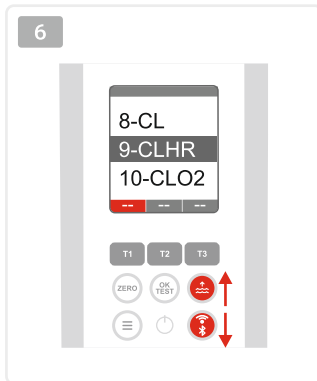 6
8-CL
9-CLHR
10-CLO2
-- -- --
T1 T2 T3
ZERO OK TEST